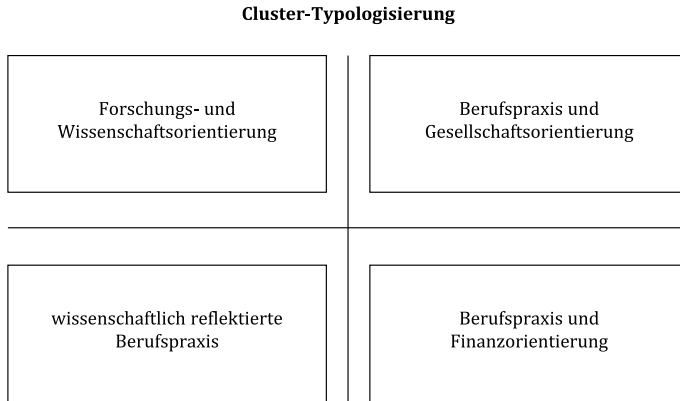 Cluster-Typologisierung
Forschungs- und
Wissenschaftsorientierung
Berufspraxis und
Gesellschaftsorientierung
wissenschaftlich reflektierte
Berufspraxis
Berufspraxis und
Finanzorientierung